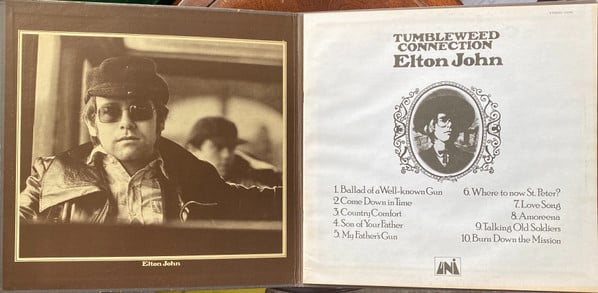 Elton John
TUMBLEWEED
CONNECTION
Elton John
1. Ballad of a Well-known Gun
2. Come Down in Time
3. Country Comfort
4. Son of Your Father
5. My Father's Gun
6. Where to now St. Peter?
7. Love Song
8. Amoreena
9. Talking Old Soldiers
10. Burn Down the Mission
UNI